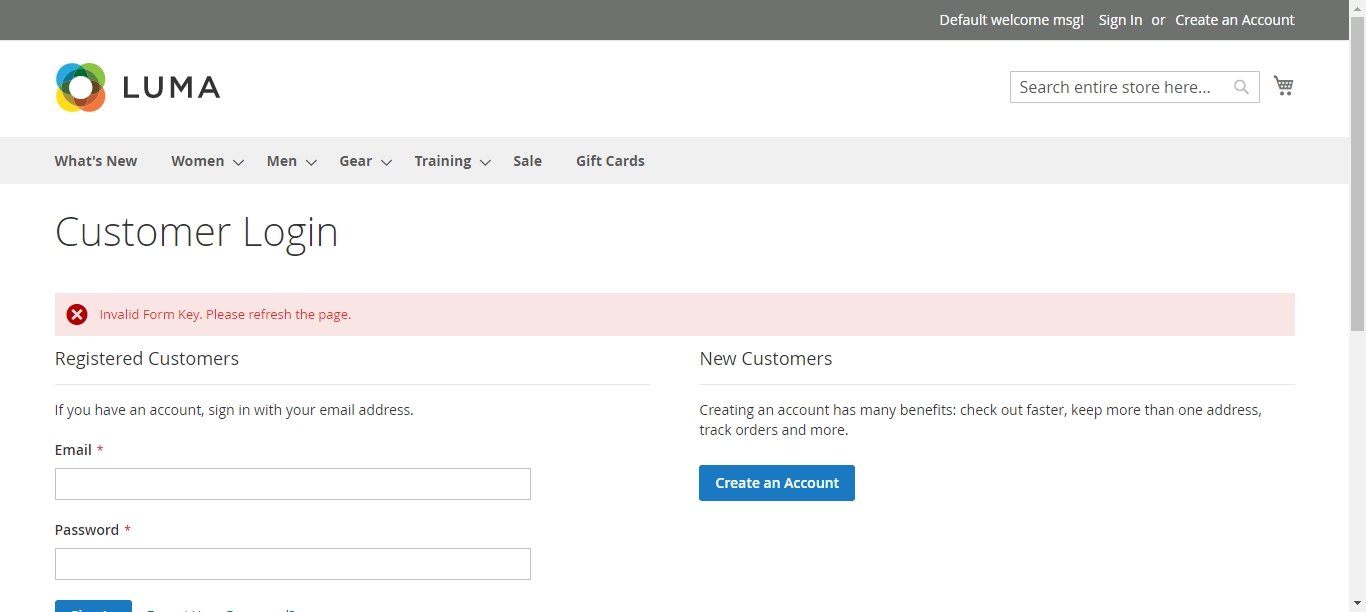 Default welcome msg! Sign In or Create an Account
LUMA
Search entire store here...
What's New Women Men Gear Training Sale Gift Cards
Customer Login
Invalid Form Key. Please refresh the page.
Registered Customers
If you have an account, sign in with your email address.
Email *
Password *
New Customers
Creating an account has many benefits: check out faster, keep more than one address,
track orders and more.
Create an Account